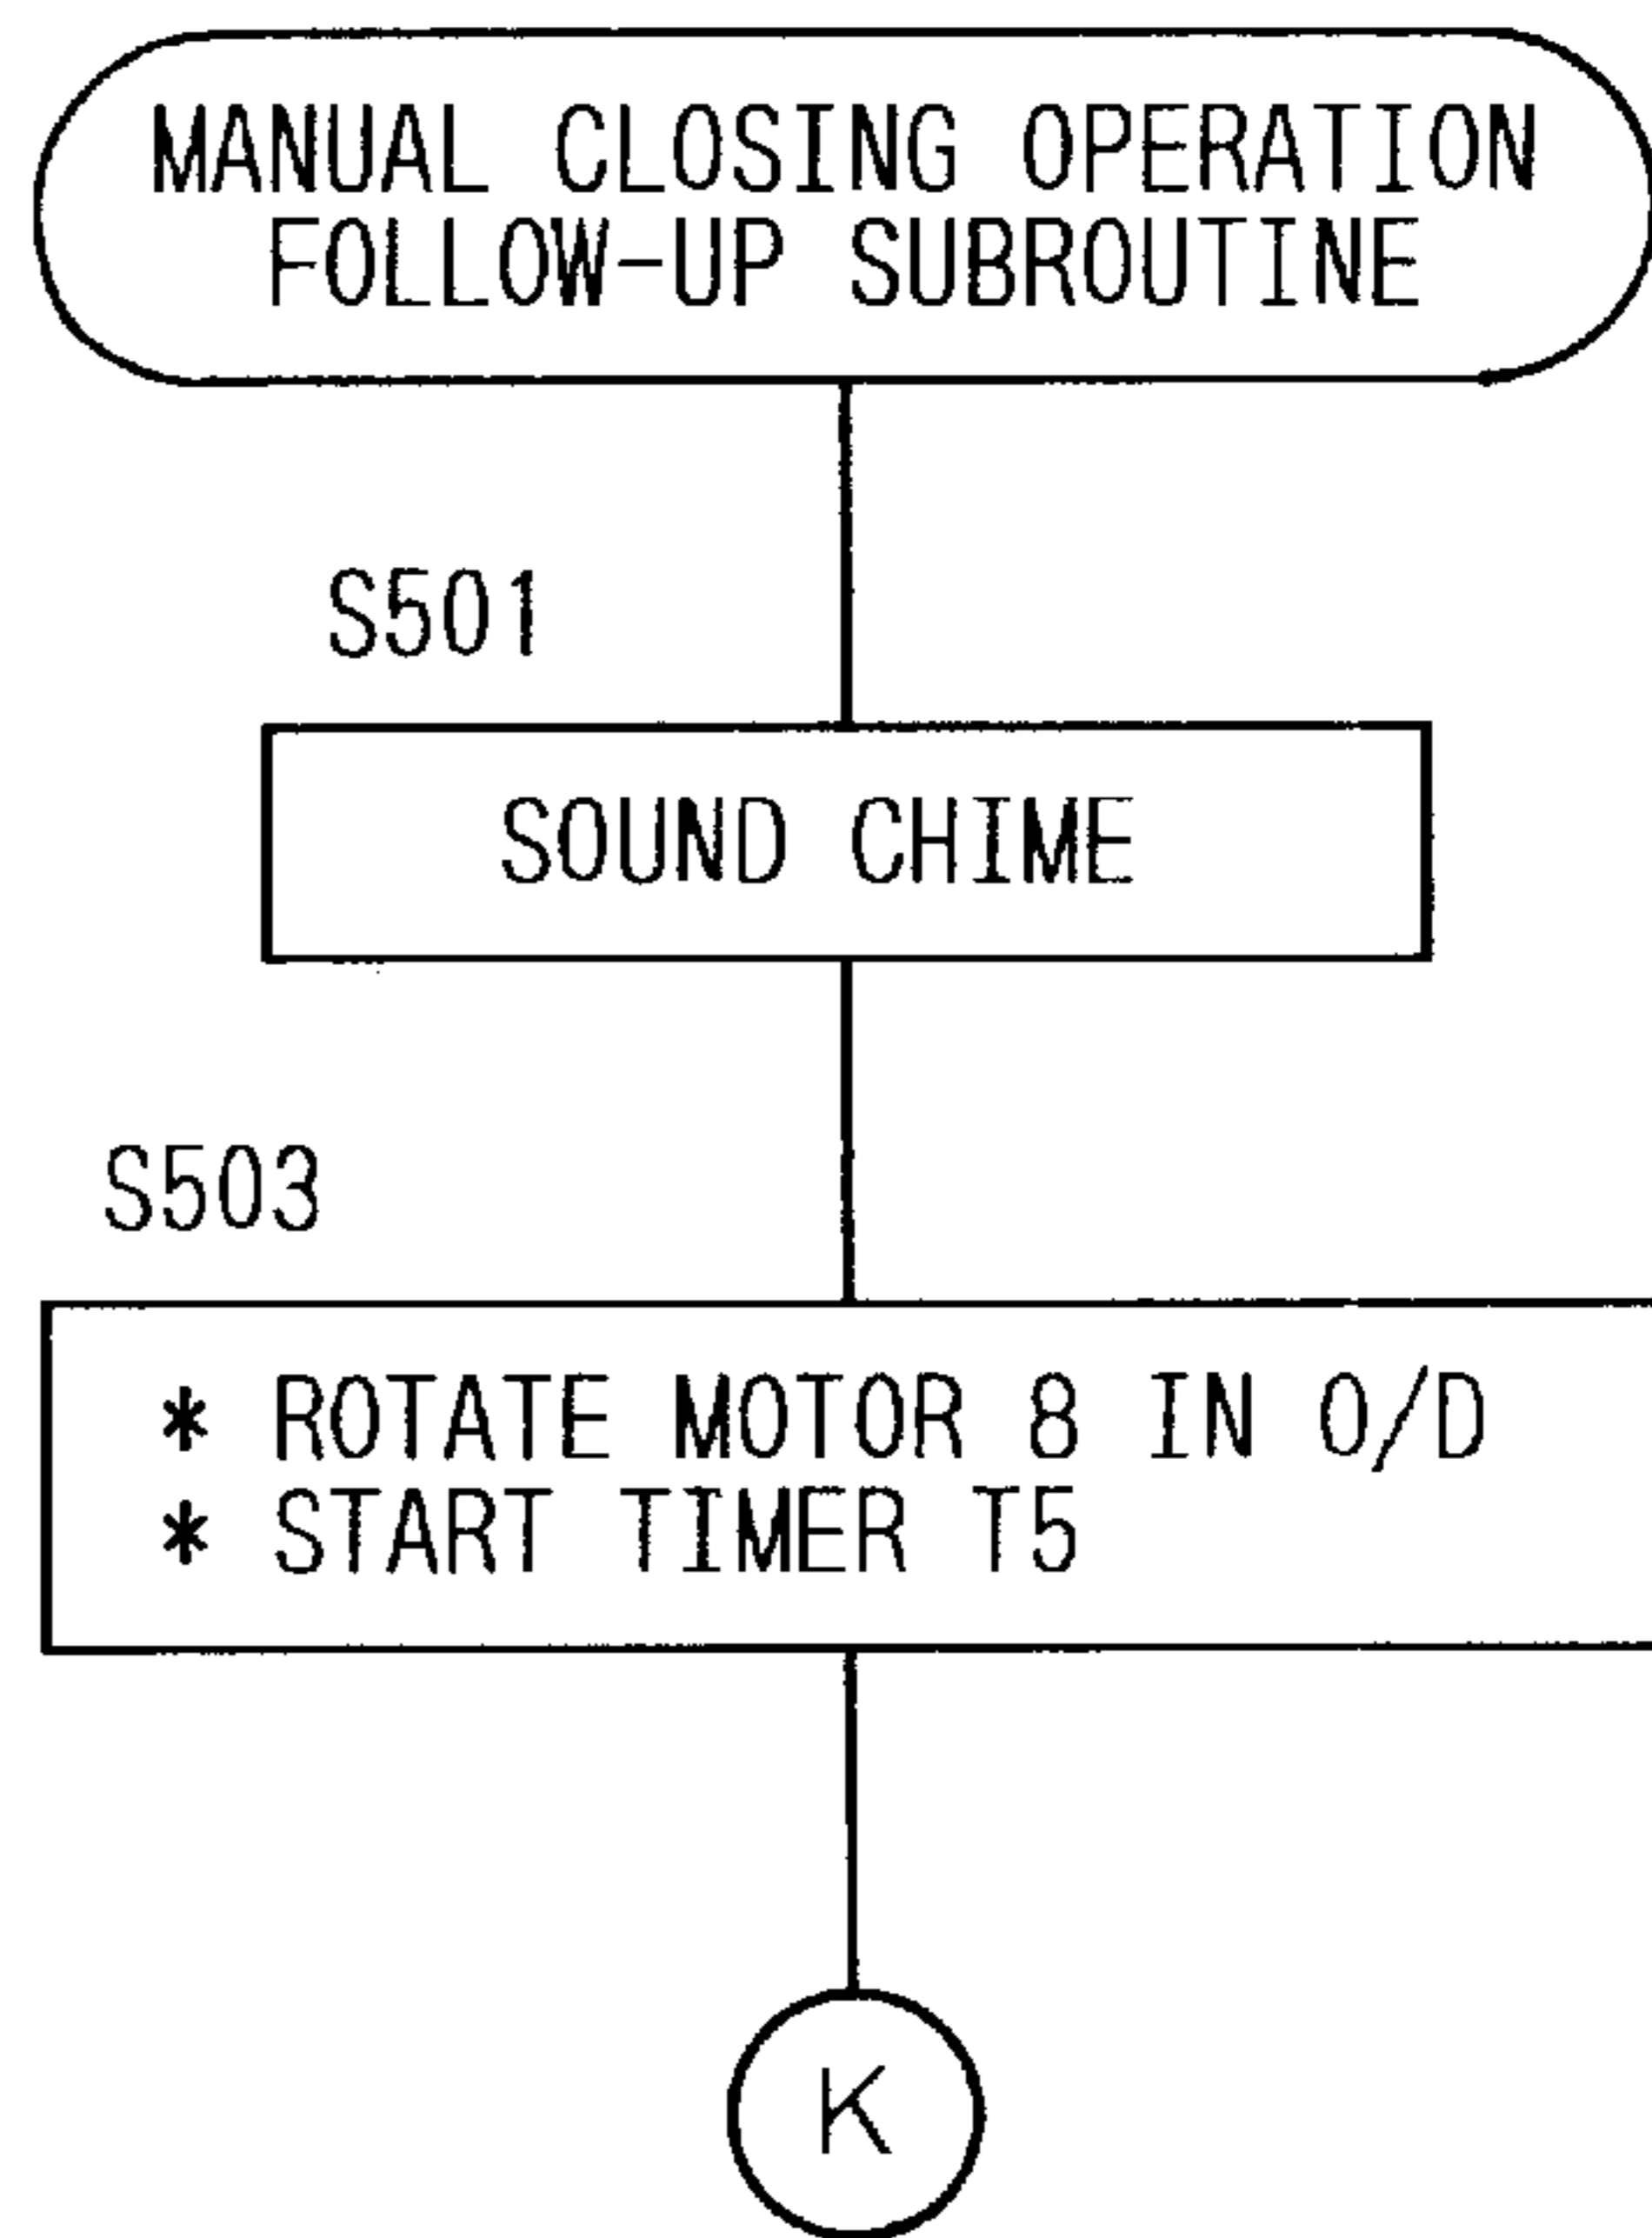 MANUAL CLOSING OPERATION
FOLLOW-UP SUBROUTINE
S501
SOUND CHIME
S503
* ROTATE MOTOR 8 IN O/D
* START TIMER T5
K